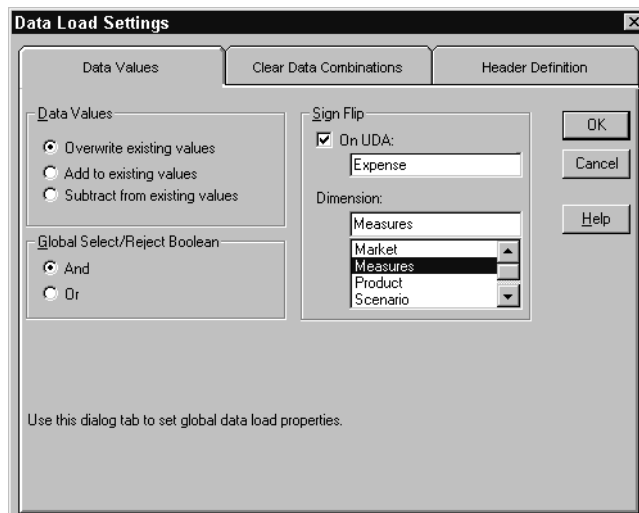 Data Load Settings
Data Values
Clear Data Combinations
Header Definition
Data Values
Overwrite existing values
Add to existing values
Subtract from existing values
Global Select/Reject Boolean
And
Or
Sign Flip
On UDA:
Expense
Dimension:
Measures
Market
Measures
Product
Scenario
OK
Cancel
Help
Use this dialog tab to set global data load properties.